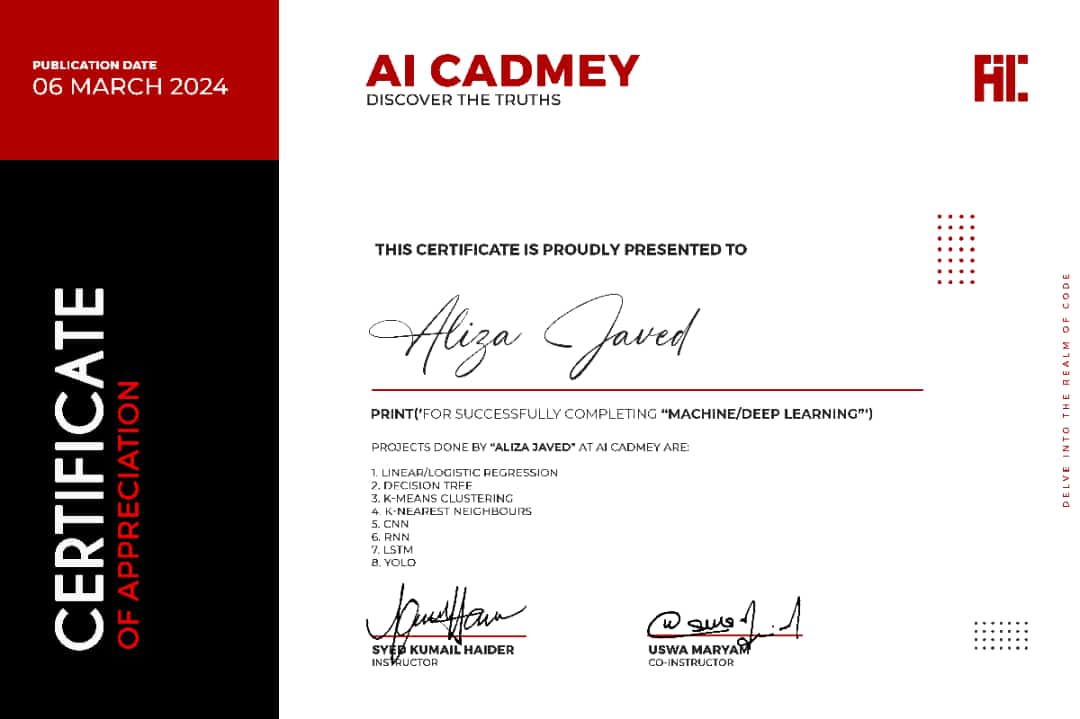 PUBLICATION DATE
06 MARCH 2024
AI CADMEY
DISCOVER THE TRUTHS
AIC
CERTIFICATE
OF APPRECIATION
THIS CERTIFICATE IS PROUDLY PRESENTED TO
Aliza Javed
PRINT('FOR SUCCESSFULLY COMPLETING “MACHINE/DEEP LEARNING”')
PROJECTS DONE BY “ALIZA JAVED” AT AI CADMEY ARE:
1. LINEAR/LOGISTIC REGRESSION
2. DECISION TREE
3. K-MEANS CLUSTERING
4. K-NEAREST NEIGHBOURS
5. CNN
6. RNN
7. LSTM
8. YOLO
SYED KUMAIL HAIDER
INSTRUCTOR
USWA MARYAM
CO-INSTRUCTOR
DELVE INTO THE REALM OF CODE